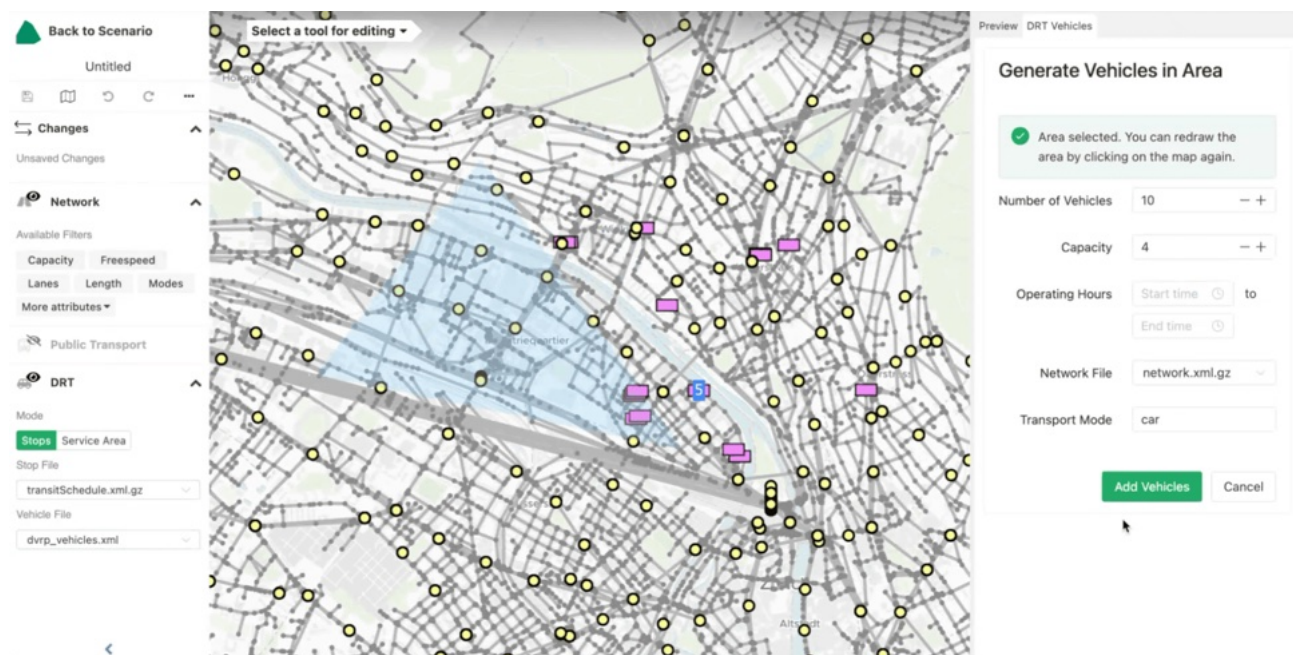 Back to Scenario
Untitled
Changes
Unsaved Changes
Network
Available Filters
Capacity Freespeed
Lanes Length Modes
More attributes
Public Transport
DRT
Mode
Stops Service Area
Stop File
transitSchedule.xml.gz
Vehicle File
dvrp_vehicles.xml
Select a tool for editing
5
Altstadt
Preview DRT Vehicles
Generate Vehicles in Area
Area selected. You can redraw the
area by clicking on the map again.
Number of Vehicles 10
Capacity 4
Operating Hours Start time to
End time
Network File network.xml.gz
Transport Mode car
Add Vehicles Cancel